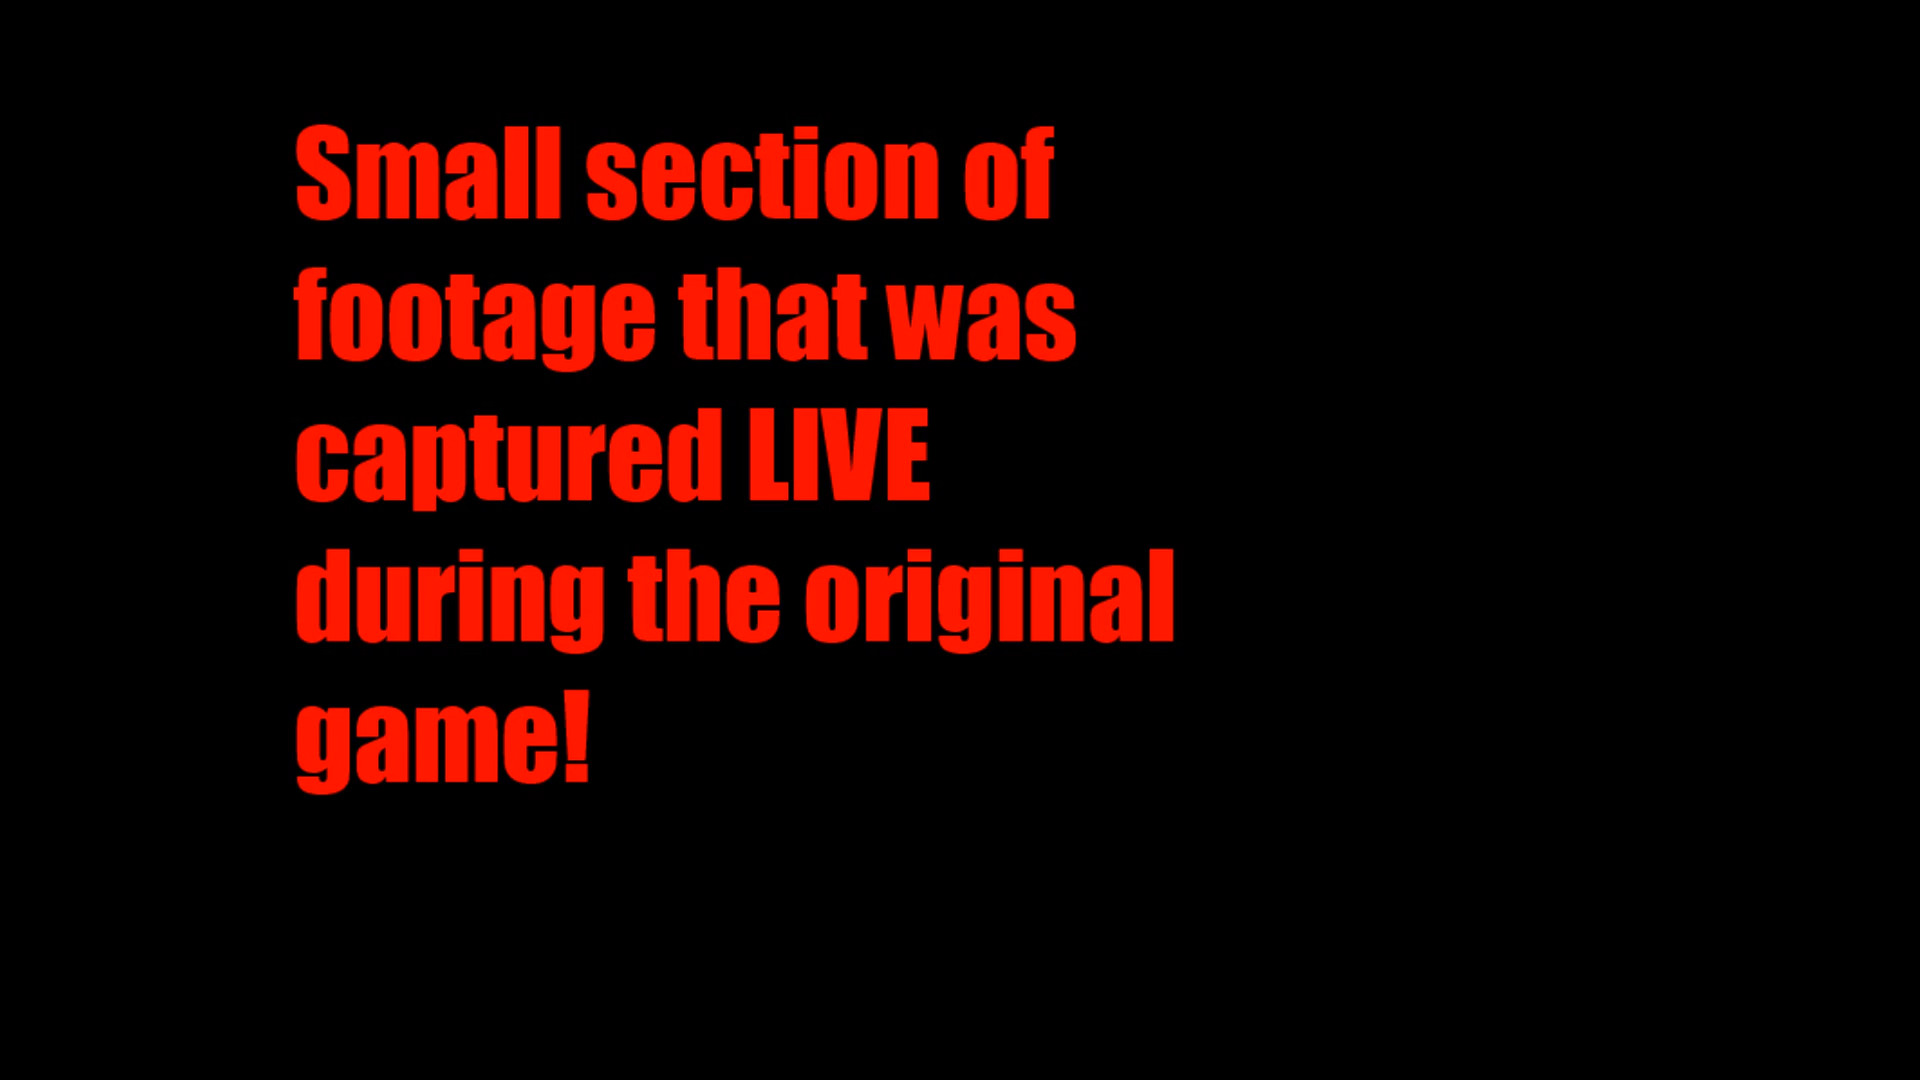 Small section of
footage that was
captured LIVE
during the original
game!